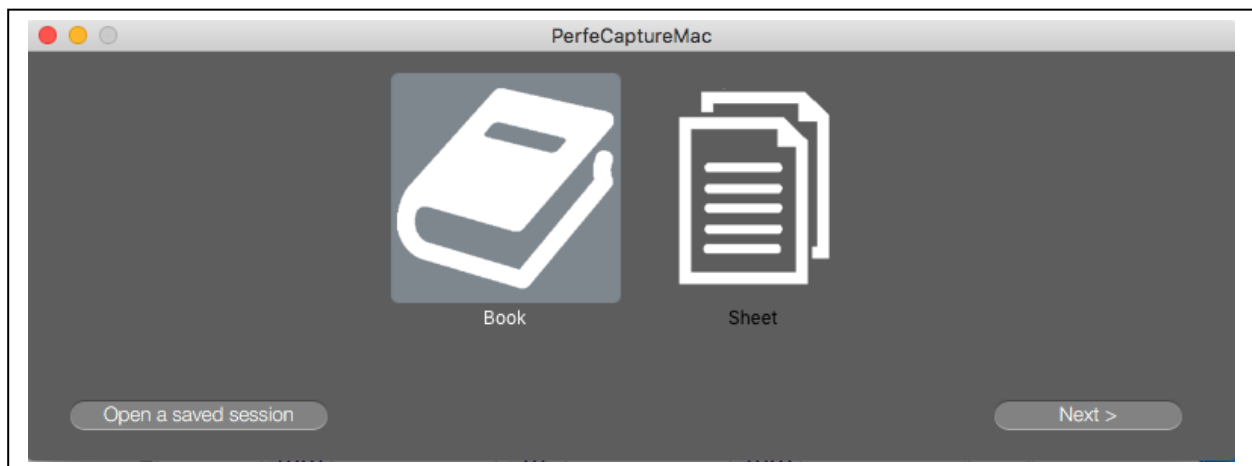 PerfeCaptureMac
Book
Sheet
Open a saved session
Next >